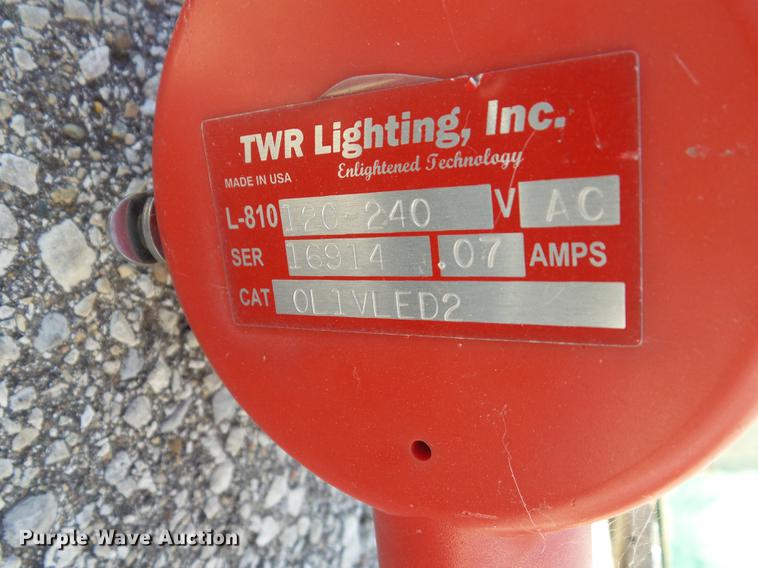 TWR Lighting, Inc.
Enlightened Technology
MADE IN USA
L-810 120-240 V AC
SER 16914 .07 AMPS
CAT OL1VLED2
Purple Wave Auction